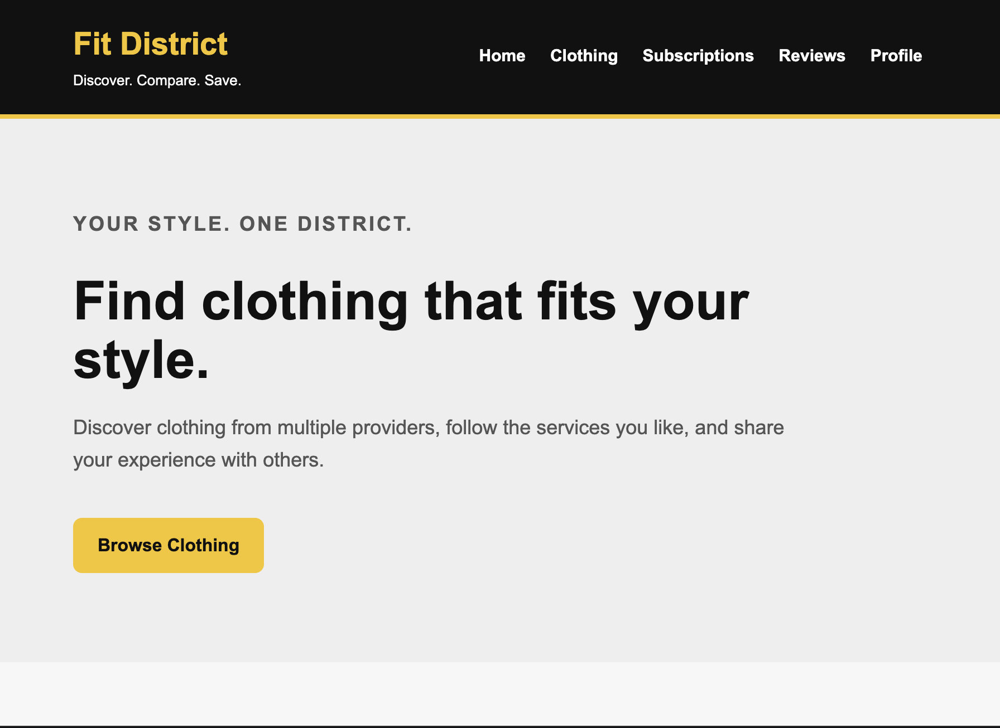 Fit District
Discover. Compare. Save.
Home Clothing Subscriptions Reviews Profile
YOUR STYLE. ONE DISTRICT.
Find clothing that fits your
style.
Discover clothing from multiple providers, follow the services you like, and share
your experience with others.
Browse Clothing